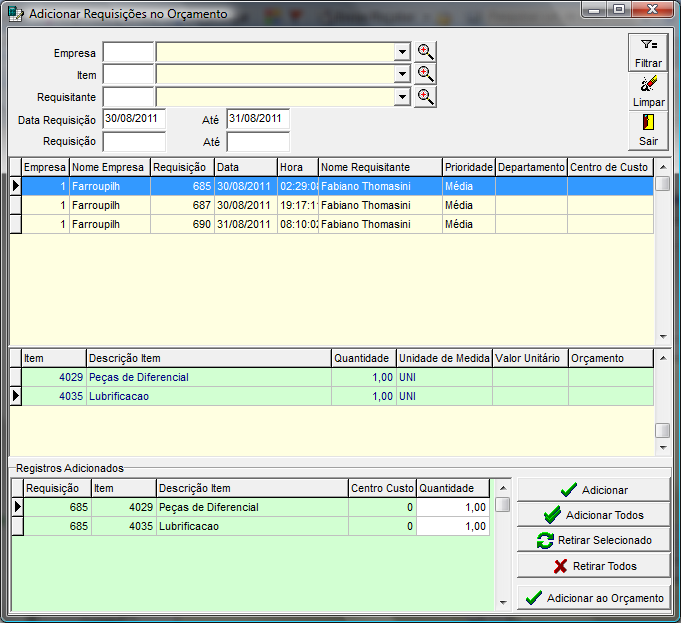 Adicionar Requisições no Orçamento
Empresa
Item
Requisitante
Data Requisição 30/08/2011 Até 31/08/2011
Requisição Até
Filtrar
Limpar
Sair
Empresa Nome Empresa Requisição Data Hora Nome Requisitante Prioridade Departamento Centro de Custo
1 Farroupilh 685 30/08/2011 02:29:08 Fabiano Thomasini Média
1 Farroupilh 687 30/08/2011 19:17:11 Fabiano Thomasini Média
1 Farroupilh 690 31/08/2011 08:10:02 Fabiano Thomasini Média
Item Descrição Item Quantidade Unidade de Medida Valor Unitário Orçamento
4029 Peças de Diferencial 1,00 UNI
4035 Lubrificacao 1,00 UNI
Registros Adicionados
Requisição Item Descrição Item Centro Custo Quantidade
685 4029 Peças de Diferencial 0 1,00
685 4035 Lubrificacao 0 1,00
Adicionar
Adicionar Todos
Retirar Selecionado
Retirar Todos
Adicionar ao Orçamento